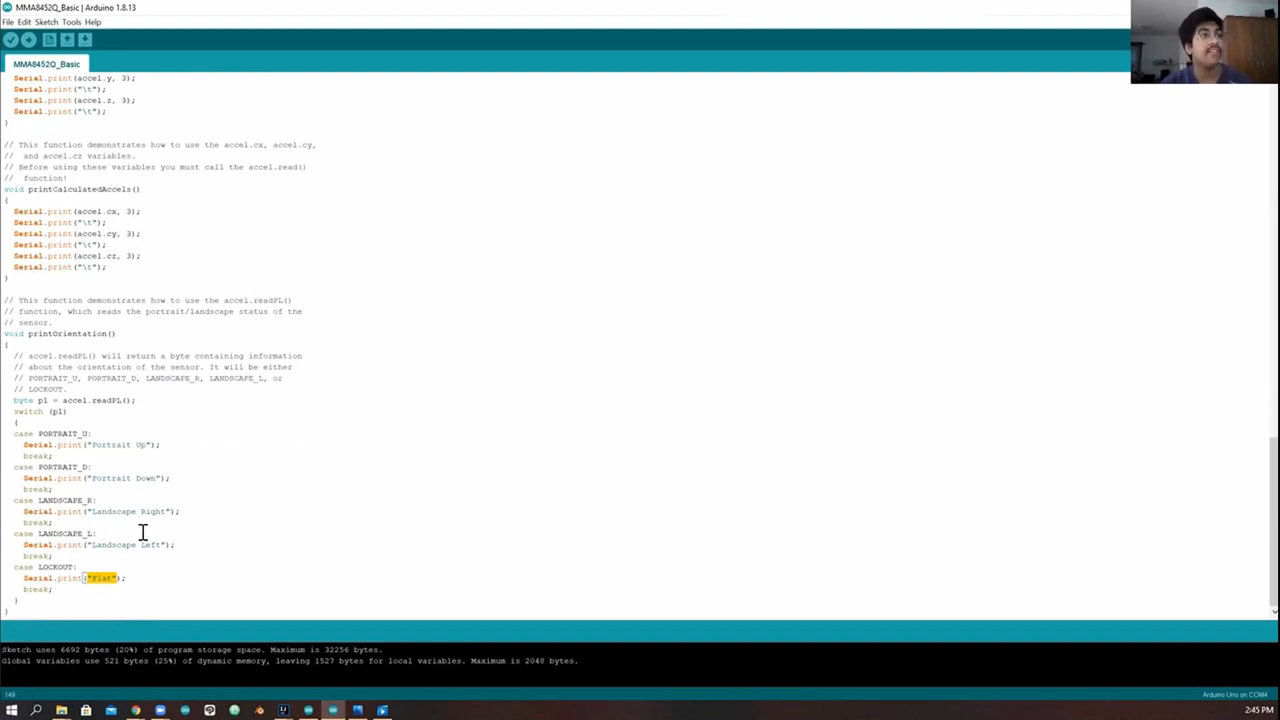 MMA8452Q_Basic | Arduino 1.8.13
File Edit Sketch Tools Help
MMA8452Q_Basic
Serial.print(accel.y, 3);
Serial.print("\t");
Serial.print(accel.z, 3);
Serial.print("\t");
}
// This function demonstrates how to use the accel.cx, accel.cy,
//  and accel.cz variables.
// Before using these variables you must call the accel.read()
//  function!
void printCalculatedAccels()
{
Serial.print(accel.cx, 3);
Serial.print("\t");
Serial.print(accel.cy, 3);
Serial.print("\t");
Serial.print(accel.cz, 3);
Serial.print("\t");
}
// This function demonstrates how to use the accel.readPL()
// function, which reads the portrait/landscape status of the
// sensor.
void printOrientation()
{
// accel.readPL() will return a byte containing information
// about the orientation of the sensor. It will be either
// PORTRAIT_U, PORTRAIT_D, LANDSCAPE_R, LANDSCAPE_L, or
// LOCKOUT.
byte pl = accel.readPL();
switch (pl)
{
case PORTRAIT_U:
Serial.print("Portrait Up");
break;
case PORTRAIT_D:
Serial.print("Portrait Down");
break;
case LANDSCAPE_R:
Serial.print("Landscape Right");
break;
case LANDSCAPE_L:
Serial.print("Landscape Left");
break;
case LOCKOUT:
Serial.print("Flat");
break;
}
}
Sketch uses 6692 bytes (20%) of program storage space. Maximum is 32256 bytes.
Global variables use 521 bytes (25%) of dynamic memory, leaving 1527 bytes for local variables. Maximum is 2048 bytes.
149
Arduino Uno on COM4
2:45 PM